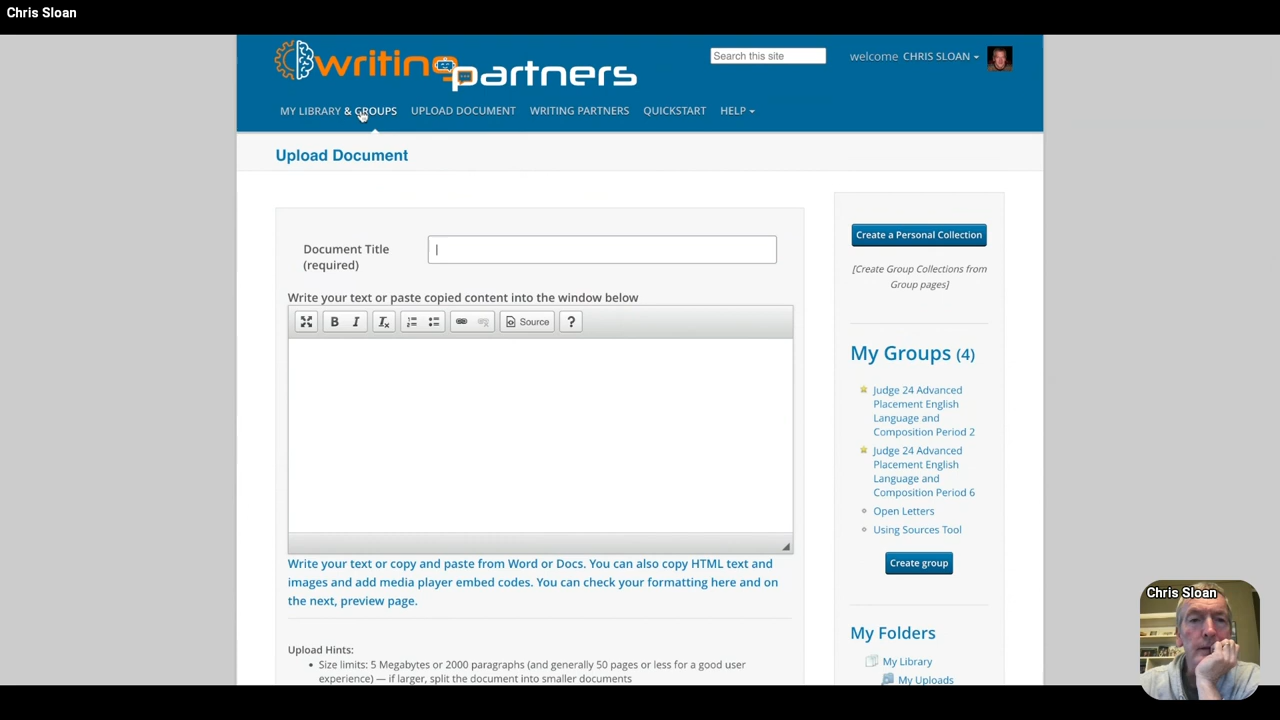 Chris Sloan
writing partners
Search this site
welcome CHRIS SLOAN
MY LIBRARY & GROUPS UPLOAD DOCUMENT WRITING PARTNERS QUICKSTART HELP
Upload Document
Document Title
(required)
Write your text or paste copied content into the window below
B I Tx Source ?
Write your text or copy and paste from Word or Docs. You can also copy HTML text and
images and add media player embed codes. You can check your formatting here and on
the next, preview page.
Upload Hints:
Size limits: 5 Megabytes or 2000 paragraphs (and generally 50 pages or less for a good user
experience) — if larger, split the document into smaller documents
Create a Personal Collection
[Create Group Collections from
Group pages]
My Groups (4)
Judge 24 Advanced
Placement English
Language and
Composition Period 2
Judge 24 Advanced
Placement English
Language and
Composition Period 6
Open Letters
Using Sources Tool
Create group
My Folders
My Library
My Uploads
Chris Sloan